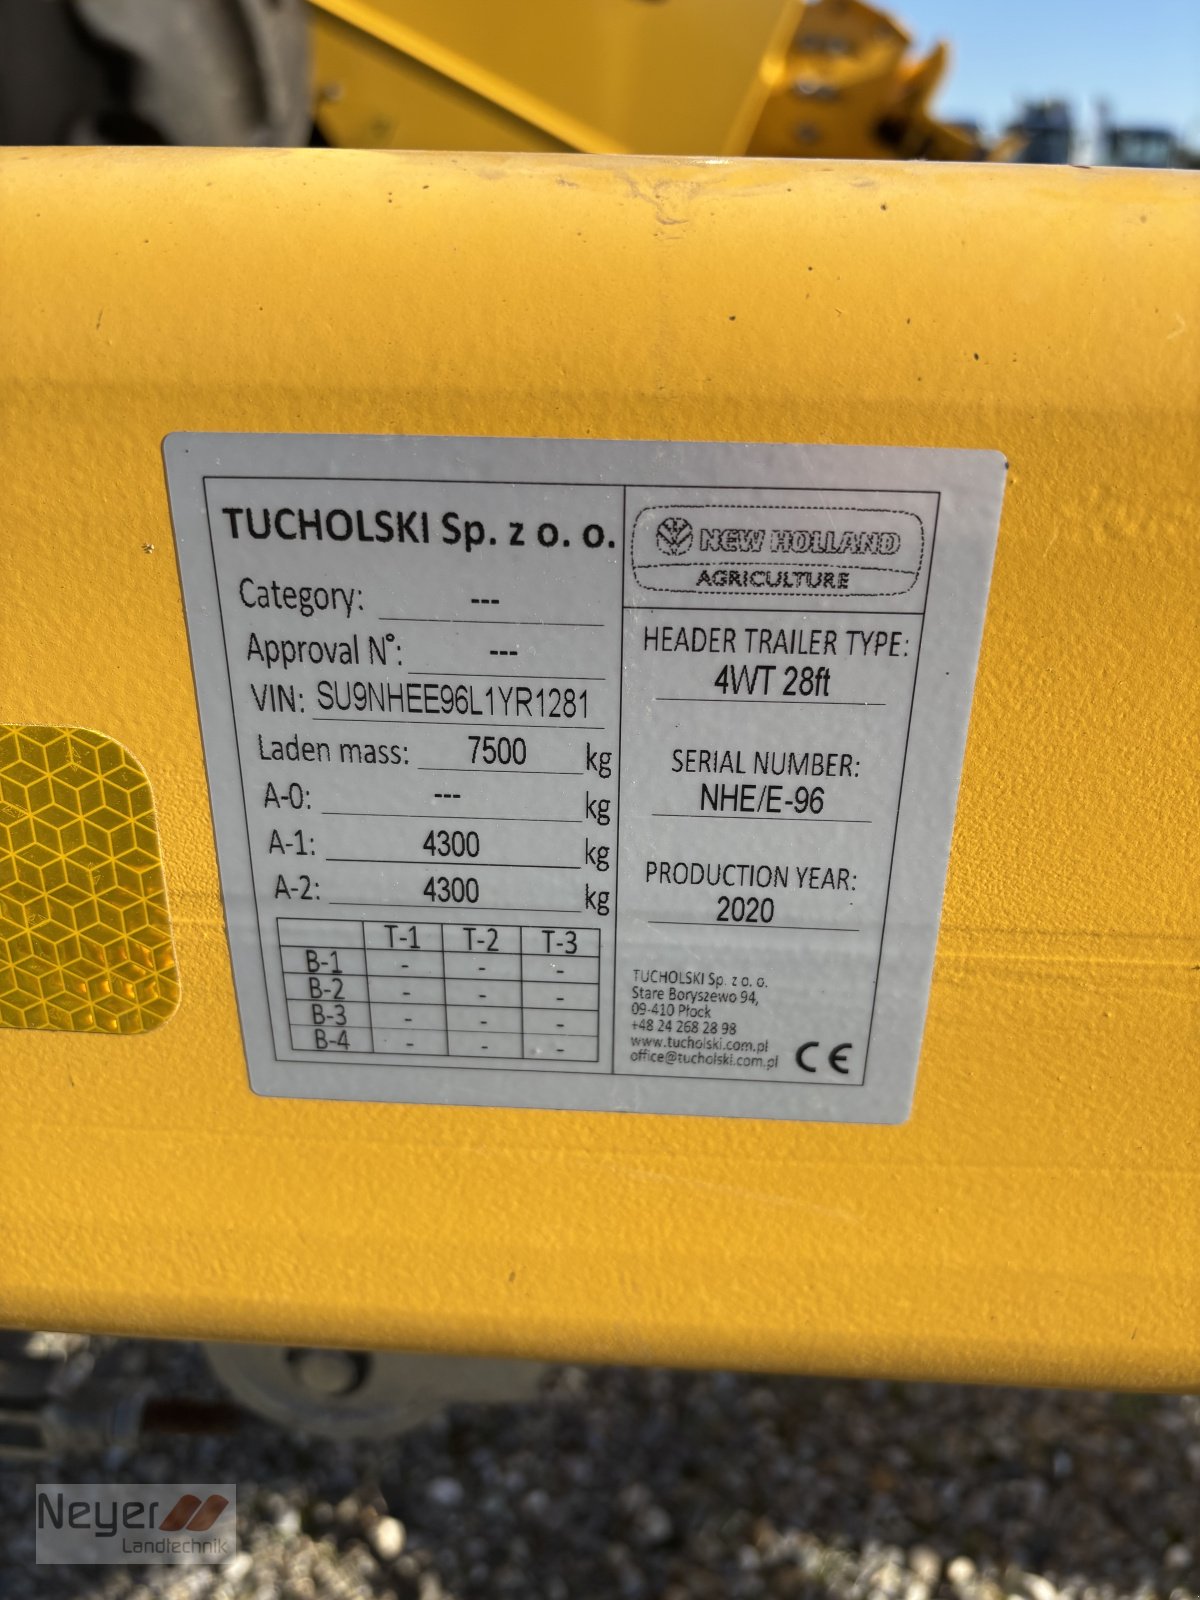 TUCHOLSKI Sp. z o. o.
Category: ---
Approval N°: ---
VIN: SU9NHEE96L1YR1281
Laden mass: 7500 kg
A-0: --- kg
A-1: 4300 kg
A-2: 4300 kg
T-1 T-2 T-3
B-1 - - -
B-2 - - -
B-3 - - -
B-4 - - -
NEW HOLLAND
AGRICULTURE
HEADER TRAILER TYPE:
4WT 28ft
SERIAL NUMBER:
NHE/E-96
PRODUCTION YEAR:
2020
TUCHOLSKI Sp. z o. o.
Stare Boryszewo 94,
09-410 Płock
+48 24 268 28 98
www.tucholski.com.pl
office@tucholski.com.pl
CE
Neyer
Landtechnik